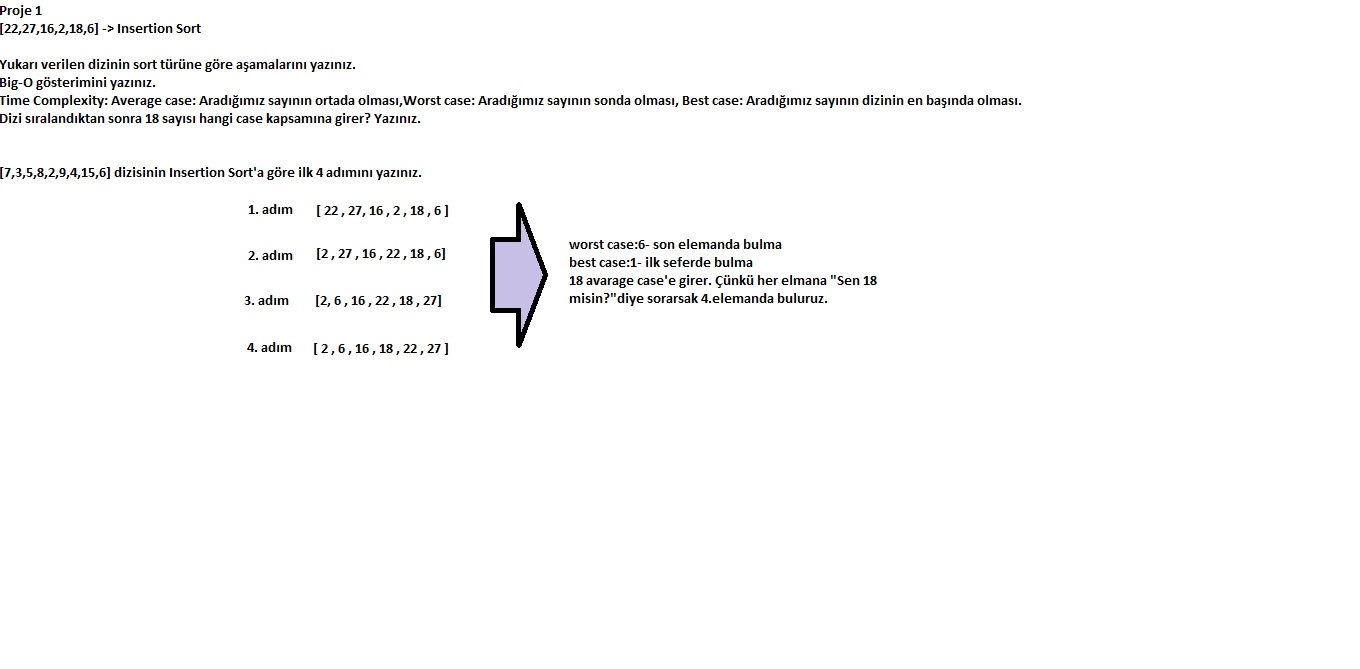 Proje 1
[22,27,16,2,18,6] -> Insertion Sort
Yukarı verilen dizinin sort türüne göre aşamalarını yazınız.
Big-O gösterimini yazınız.
Time Complexity: Average case: Aradığımız sayının ortada olması,Worst case: Aradığımız sayının sonda olması, Best case: Aradığımız sayının dizinin en başında olması.
Dizi sıralandıktan sonra 18 sayısı hangi case kapsamına girer? Yazınız.
[7,3,5,8,2,9,4,15,6] dizisinin Insertion Sort'a göre ilk 4 adımını yazınız.
1. adım [ 22 , 27, 16 , 2 , 18 , 6 ]
2. adım [2 , 27 , 16 , 22 , 18 , 6]
3. adım [2, 6 , 16 , 22 , 18 , 27]
4. adım [ 2 , 6 , 16 , 18 , 22 , 27 ]
worst case:6- son elemanda bulma
best case:1- ilk seferde bulma
18 avarage case'e girer. Çünkü her elmana "Sen 18
misin?"diye sorarsak 4.elemanda buluruz.